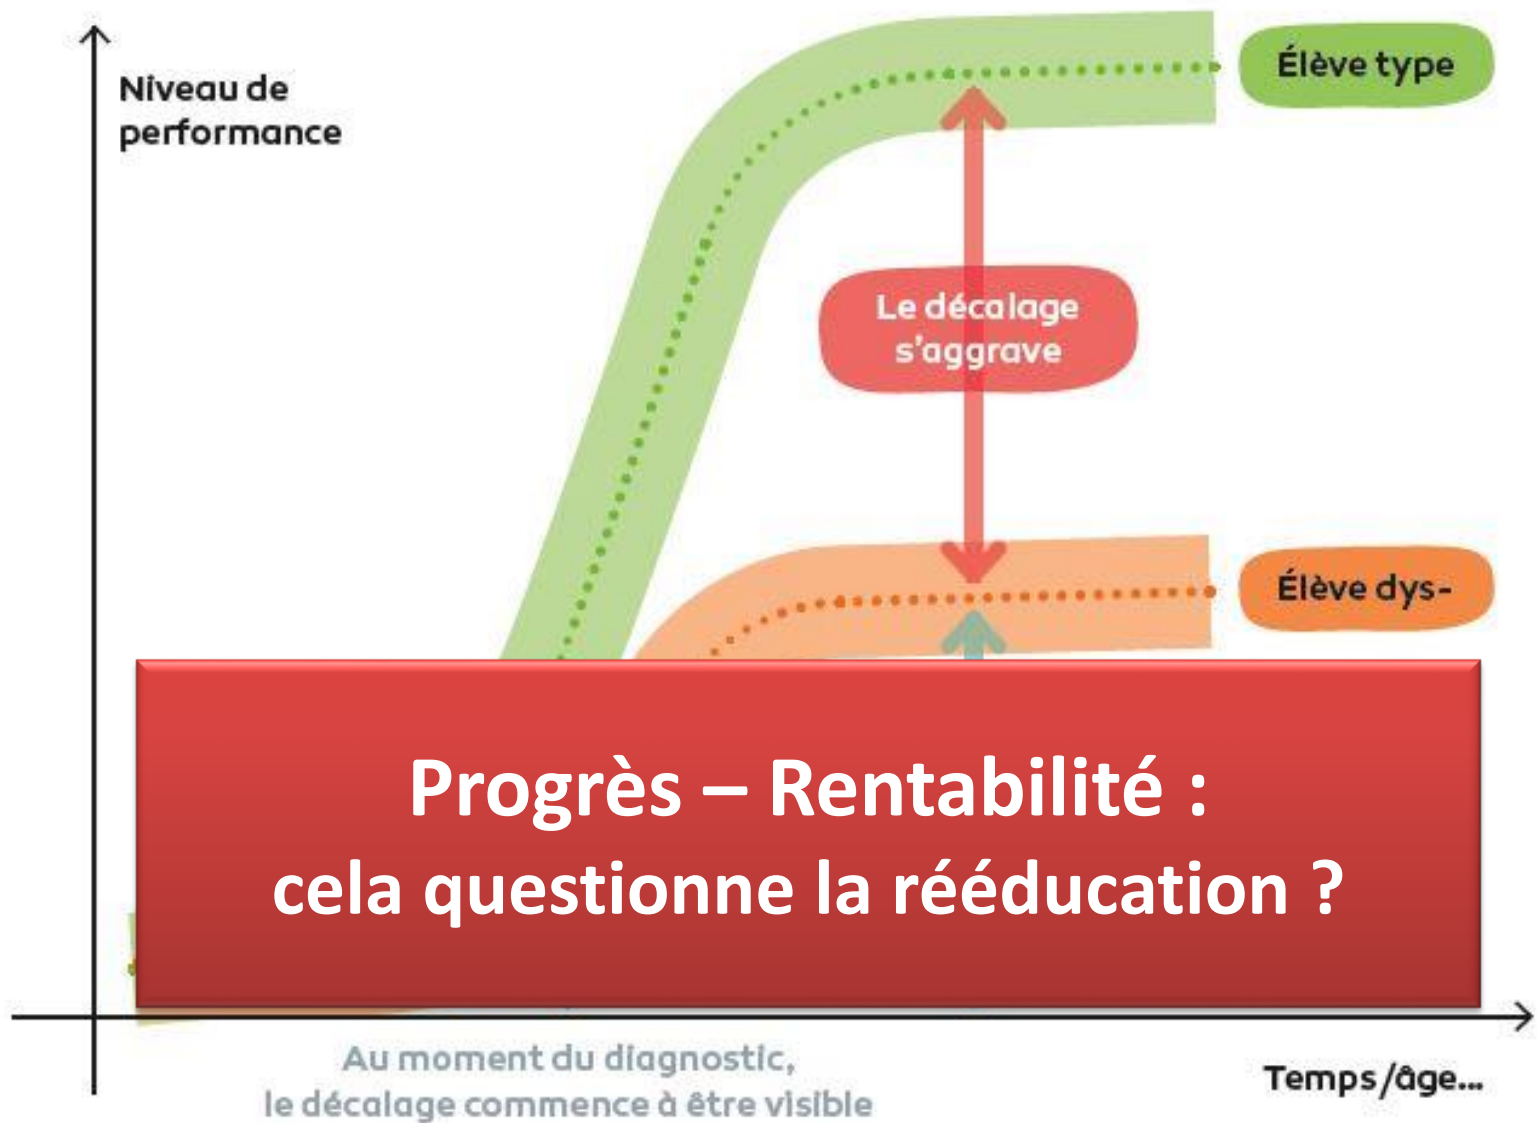 Niveau de
performance
Élève type
Le décalage
s'aggrave
Élève dys-
Progrès – Rentabilité :
cela questionne la rééducation ?
Au moment du diagnostic,
le décalage commence à être visible
Temps/âge...